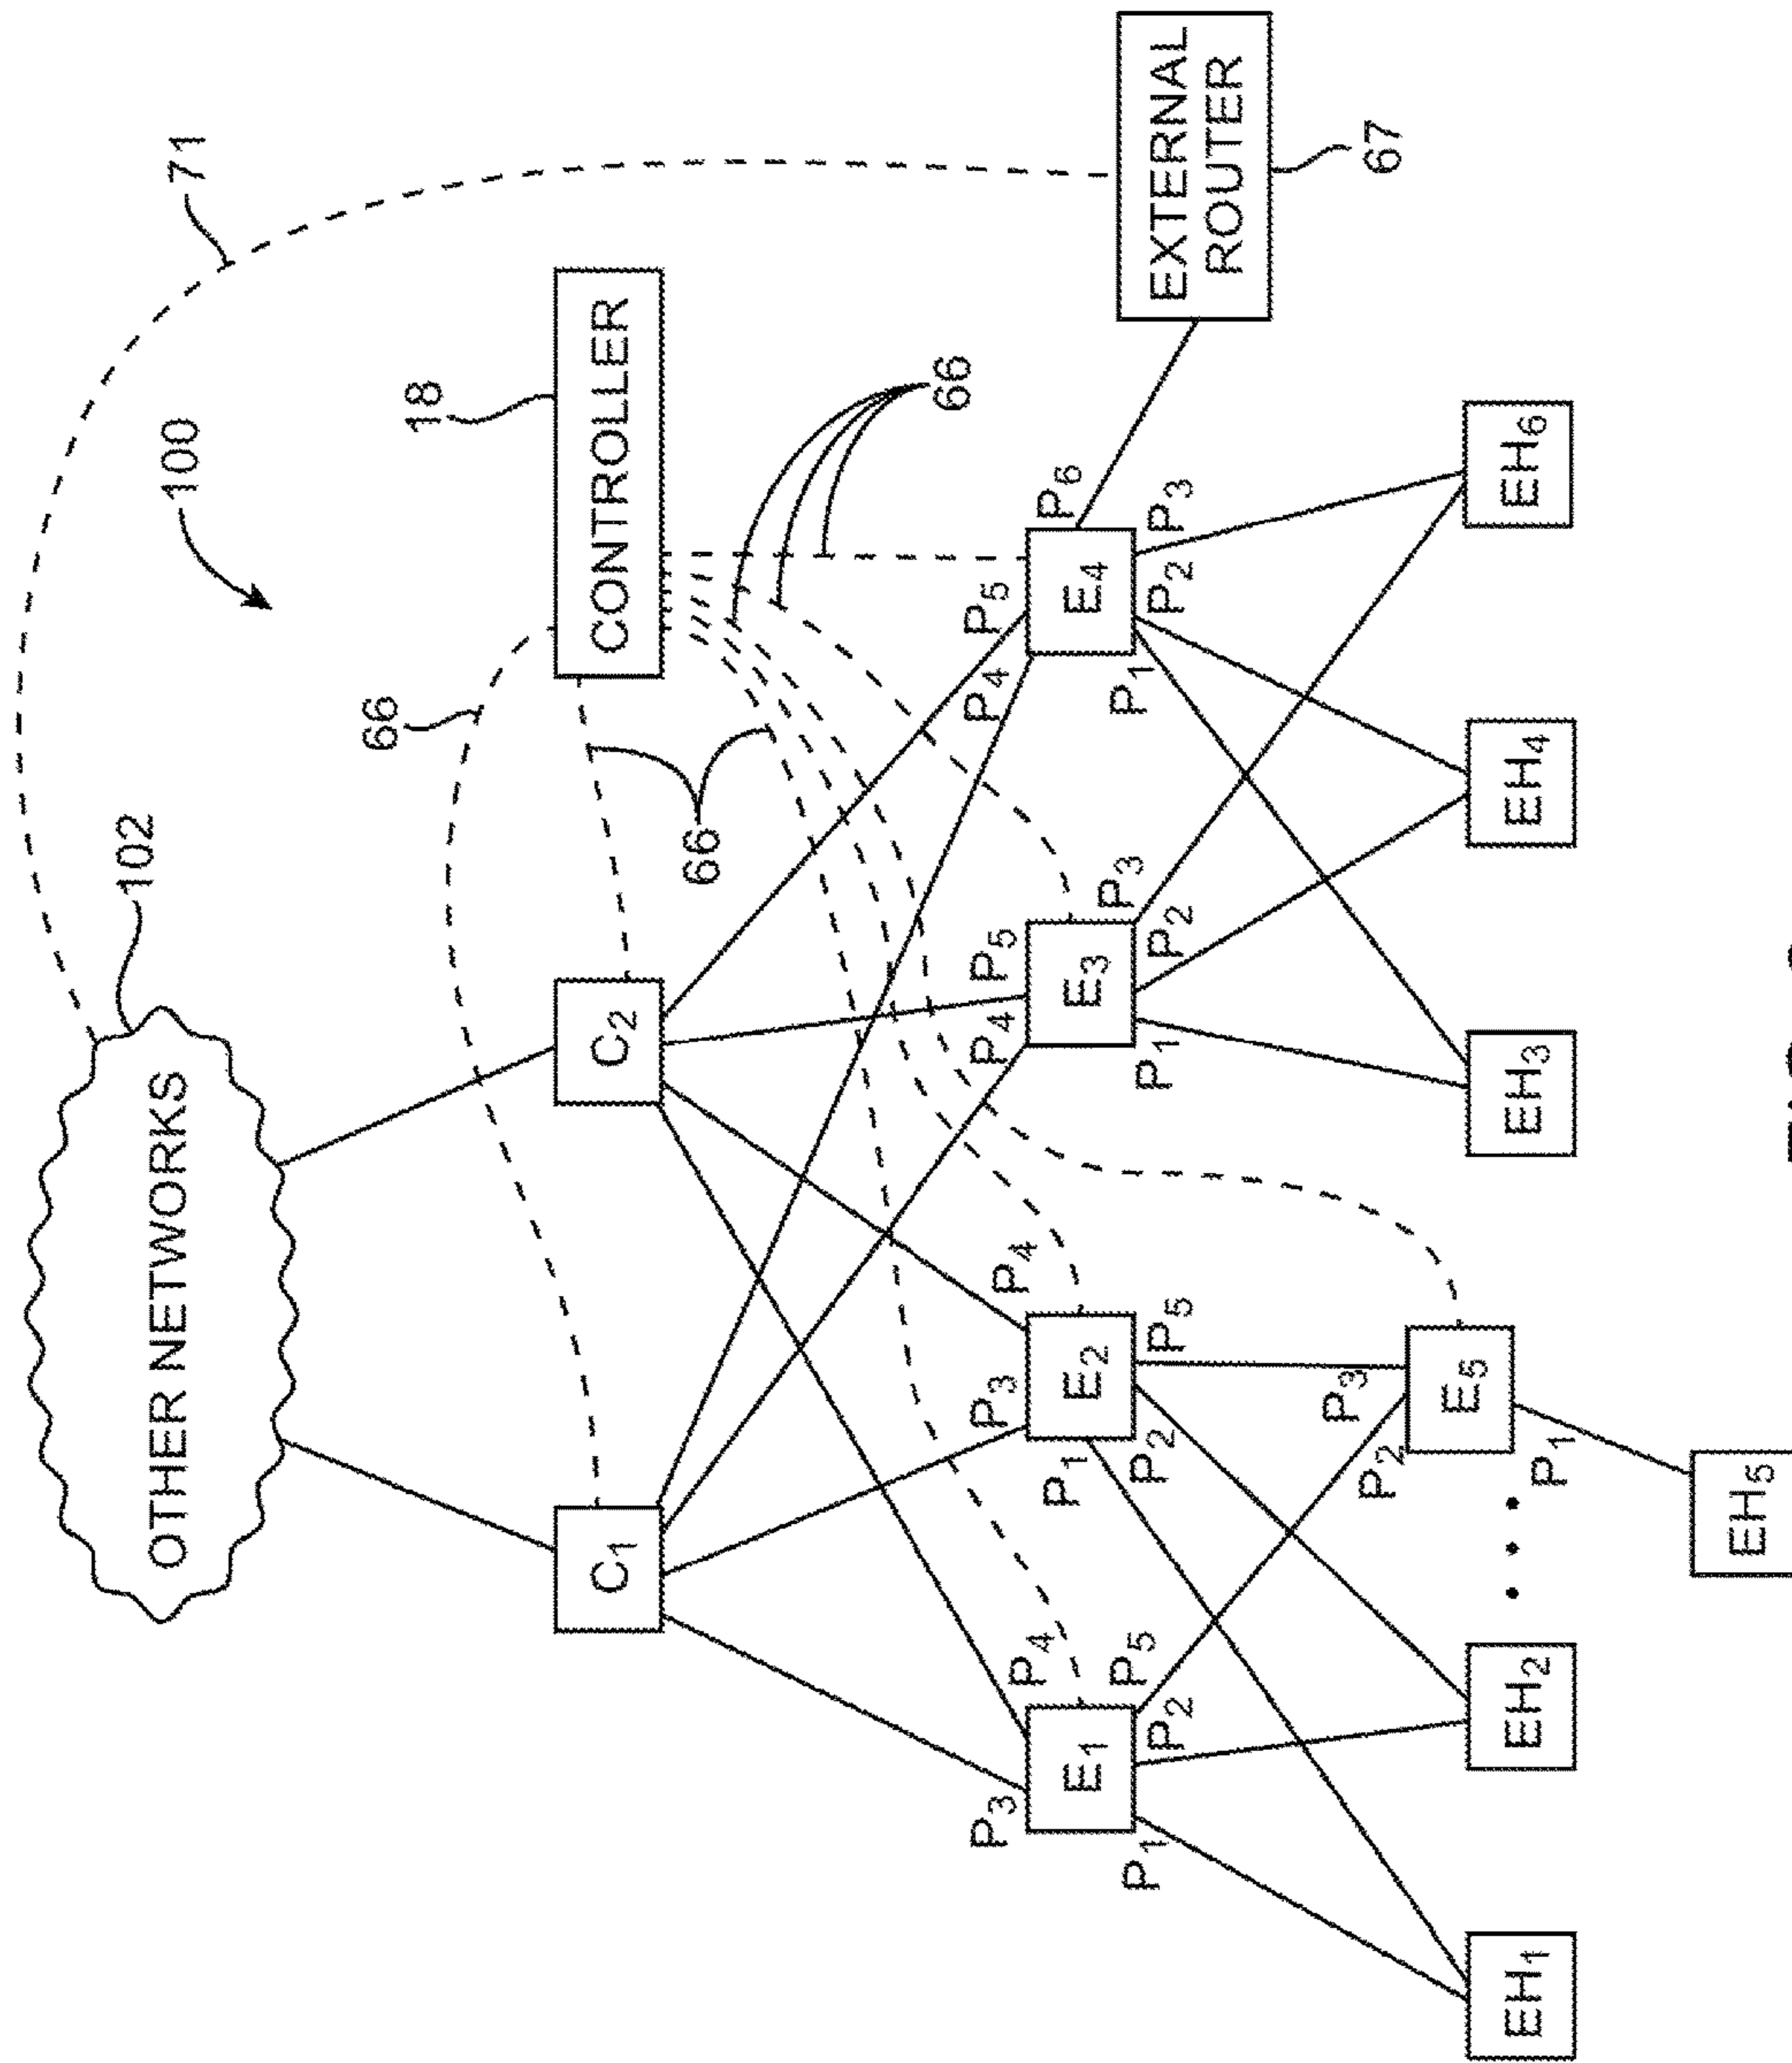 71
OTHER NETWORKS
102
100
66
18
CONTROLLER
C₁
C₂
66
66
P₃
P₄
P₃
P₄
P₄
P₅
P₄
P₅
P₆
E₁
E₂
E₃
E₄
EXTERNAL
ROUTER
67
P₁
P₂
P₅
P₁
P₂
P₅
P₁
P₂
P₃
P₁
P₂
P₃
P₂
P₃
E₅
P₁
EH₁
EH₂
EH₃
EH₄
EH₆
EH₅